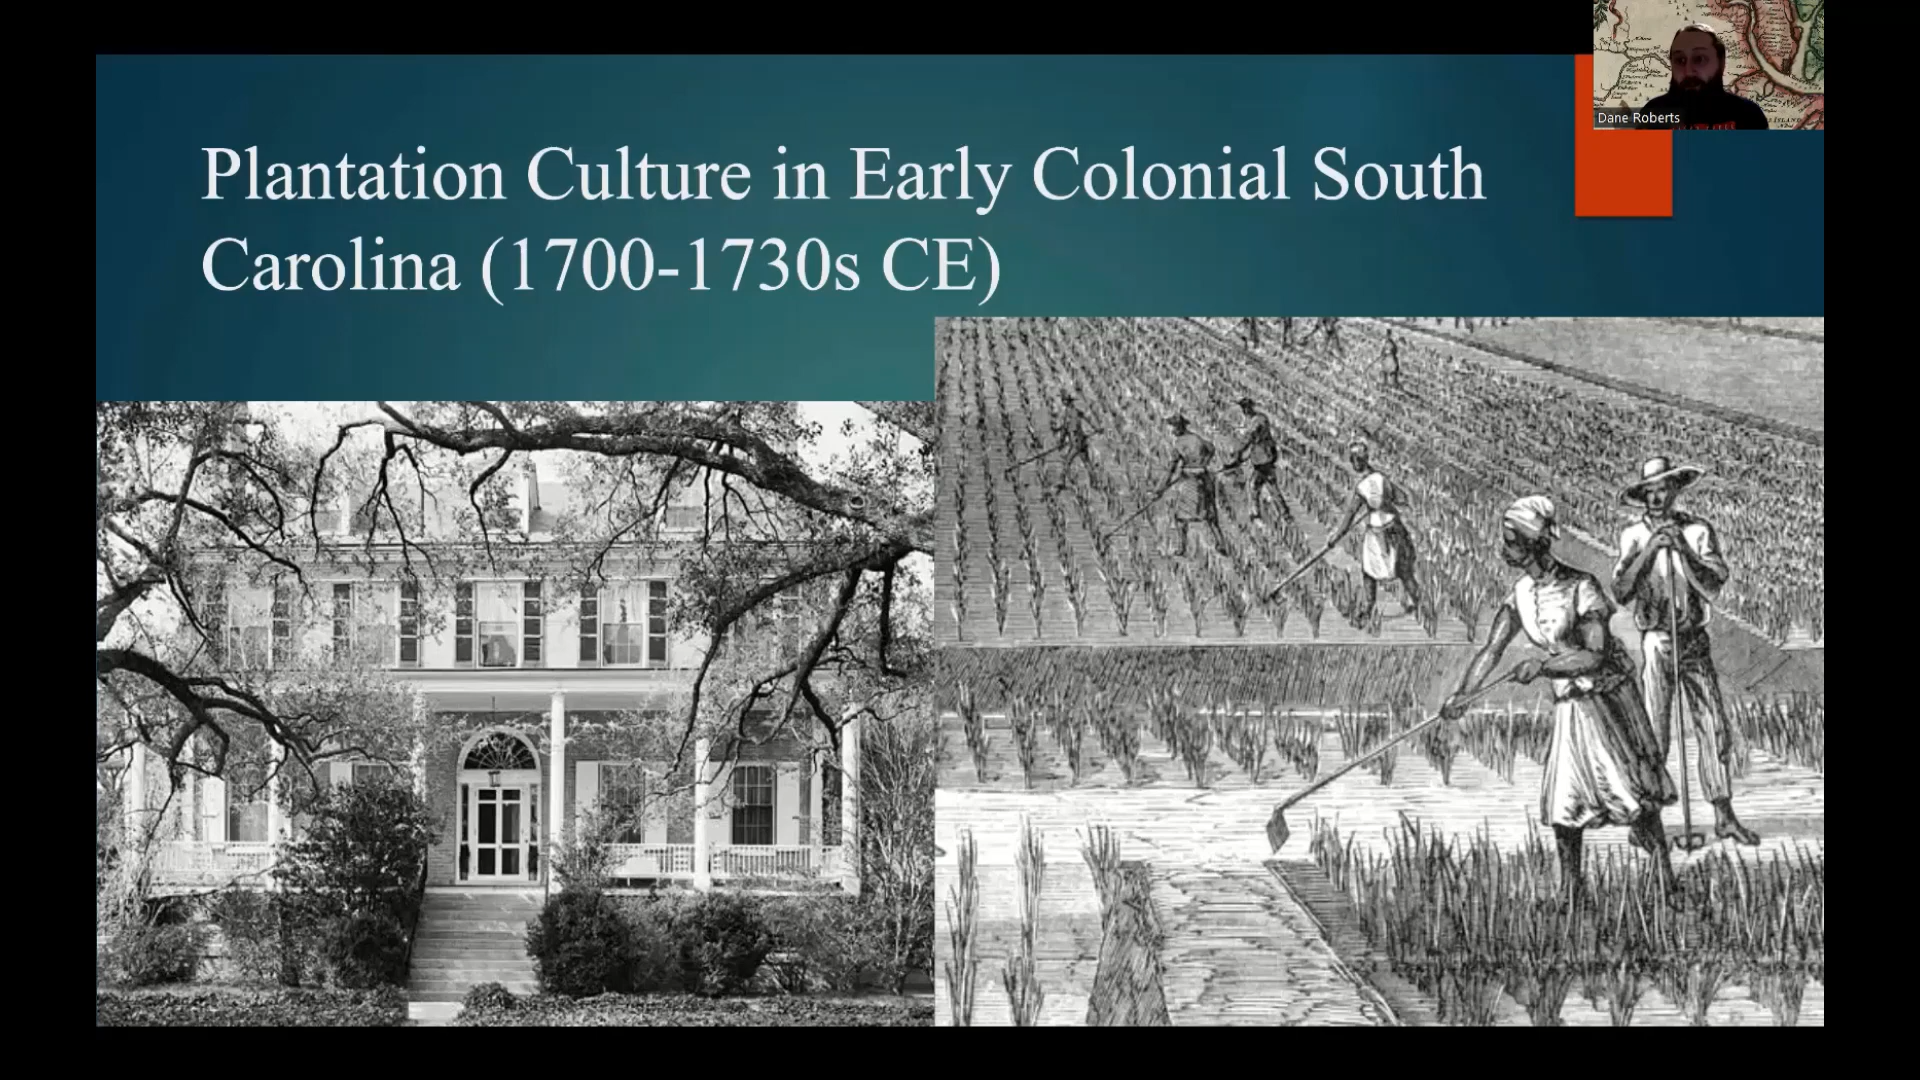 Plantation Culture in Early Colonial South
Carolina (1700-1730s CE)
Dane Roberts